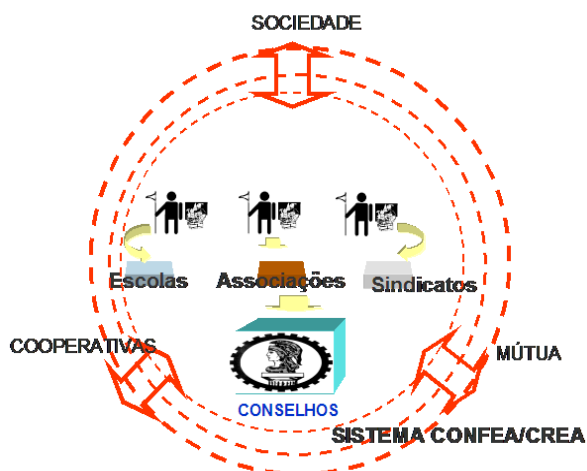 SOCIEDADE
Escolas
Associações
Sindicatos
COOPERATIVAS
MÚTUA
CONSELHOS
SISTEMA CONFEA/CREA